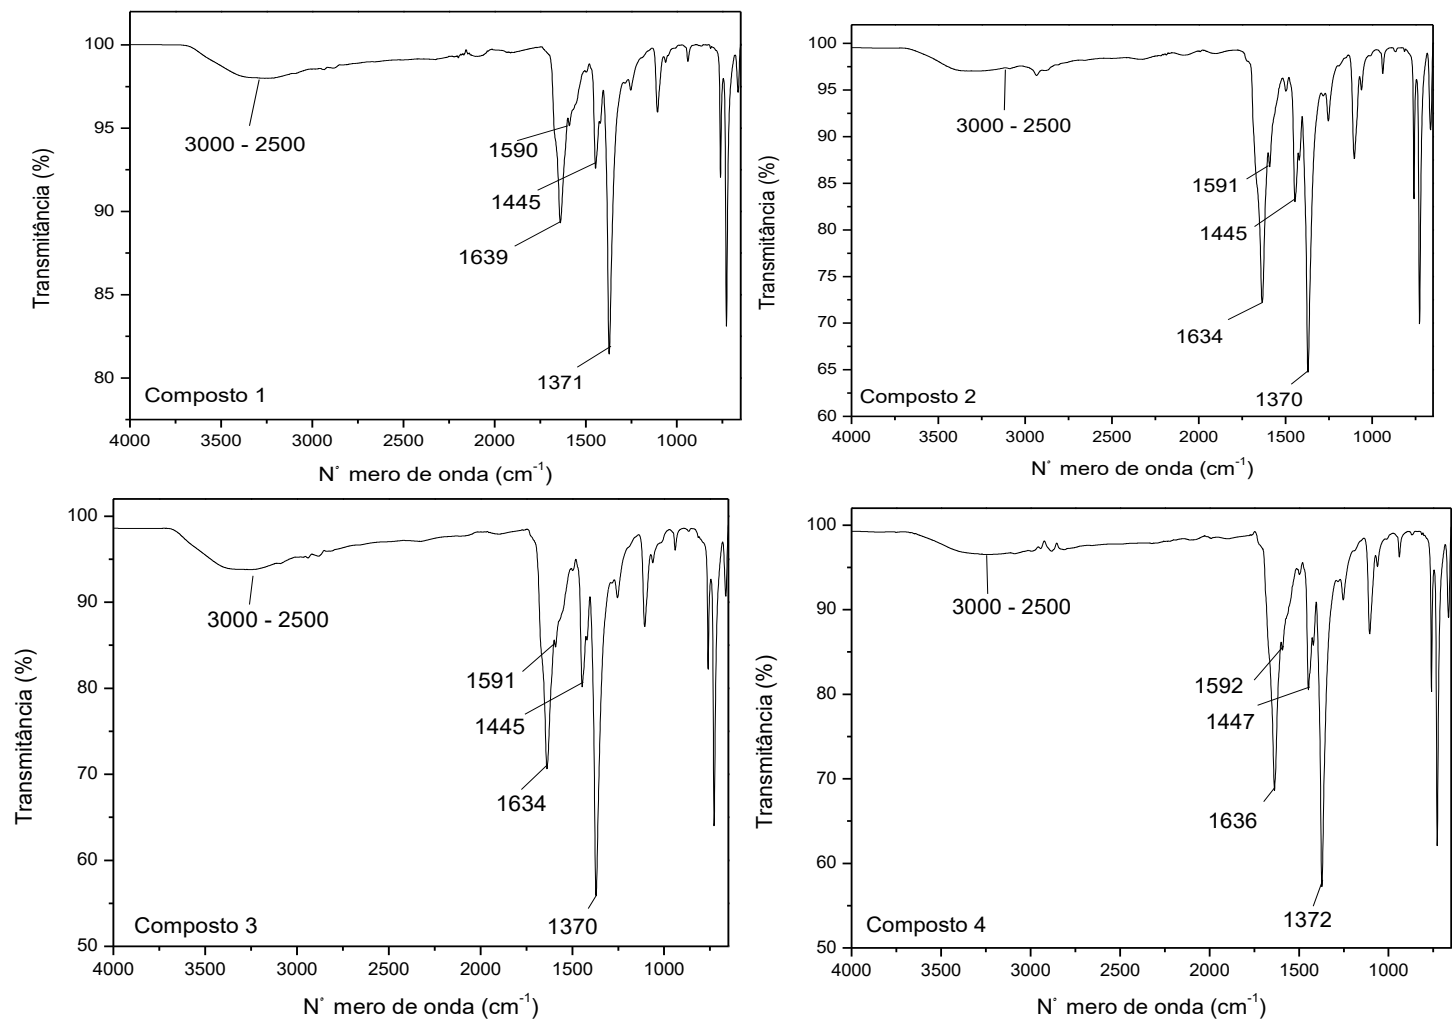 100
95
90
85
80
Transmitância (%)
3000 - 2500
1590
1445
1639
1371
Composto 1
4000 3500 3000 2500 2000 1500 1000
N˚ mero de onda (cm-1)
100
95
90
85
80
75
70
65
60
Transmitância (%)
3000 - 2500
1591
1445
1634
1370
Composto 2
4000 3500 3000 2500 2000 1500 1000
N˚ mero de onda (cm-1)
100
90
80
70
60
50
Transmitância (%)
3000 - 2500
1591
1445
1634
1370
Composto 3
4000 3500 3000 2500 2000 1500 1000
N˚ mero de onda (cm-1)
100
90
80
70
60
50
Transmitância (%)
3000 - 2500
1592
1447
1636
1372
Composto 4
4000 3500 3000 2500 2000 1500 1000
N˚ mero de onda (cm-1)